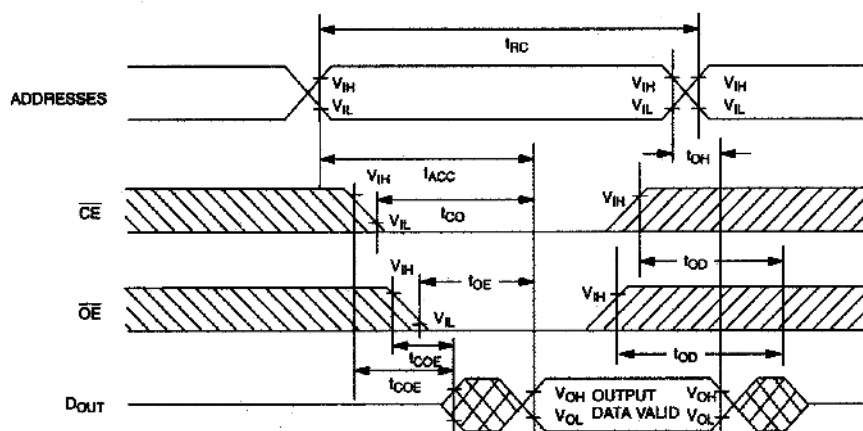 tRC
ADDRESSES
VIH VIH VIH
VIL VIL VIL
tOH
tACC
CE VIH VIH
tCO
VIL
tOD
OE VIH VIH
tOE
VIL
tCOE
tOD
tCOE
DOUT
VOH OUTPUT VOH
VOL DATA VALID VOL